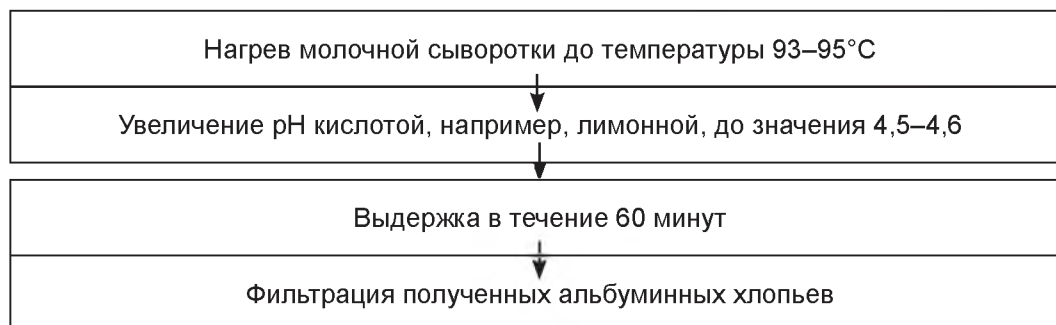 Нагрев молочной сыворотки до температуры 93–95°С
Увеличение рН кислотой, например, лимонной, до значения 4,5–4,6
Выдержка в течение 60 минут
Фильтрация полученных альбуминных хлопьев